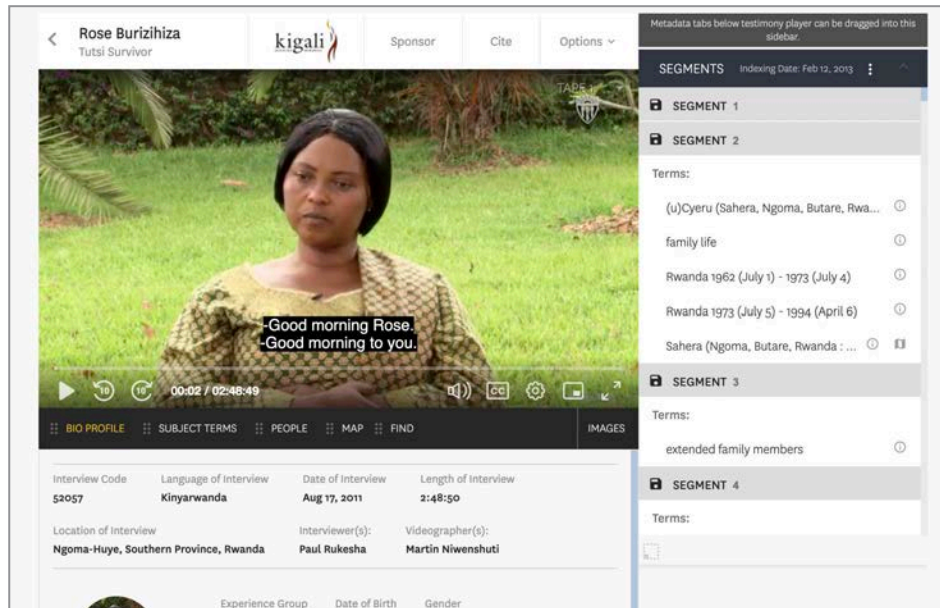 Rose Burizihiza
Tutsi Survivor
kigali
Sponsor
Cite
Options
TAPE 1
-Good morning Rose.
-Good morning to you.
10
10
00:02 / 02:48:49
CC
BIO PROFILE
SUBJECT TERMS
PEOPLE
MAP
FIND
IMAGES
Interview Code
Language of Interview
Date of Interview
Length of Interview
52057
Kinyarwanda
Aug 17, 2011
2:48:50
Location of Interview
Interviewer(s):
Videographer(s):
Ngoma-Huye, Southern Province, Rwanda
Paul Rukesha
Martin Niwenshuti
Experience Group
Date of Birth
Gender
Metadata tabs below testimony player can be dragged into this
sidebar.
SEGMENTS Indexing Date: Feb 12, 2013
SEGMENT 1
SEGMENT 2
Terms:
(u)Cyeru (Sahera, Ngoma, Butare, Rwa...
family life
Rwanda 1962 (July 1) - 1973 (July 4)
Rwanda 1973 (July 5) - 1994 (April 6)
Sahera (Ngoma, Butare, Rwanda : ...
SEGMENT 3
Terms:
extended family members
SEGMENT 4
Terms: